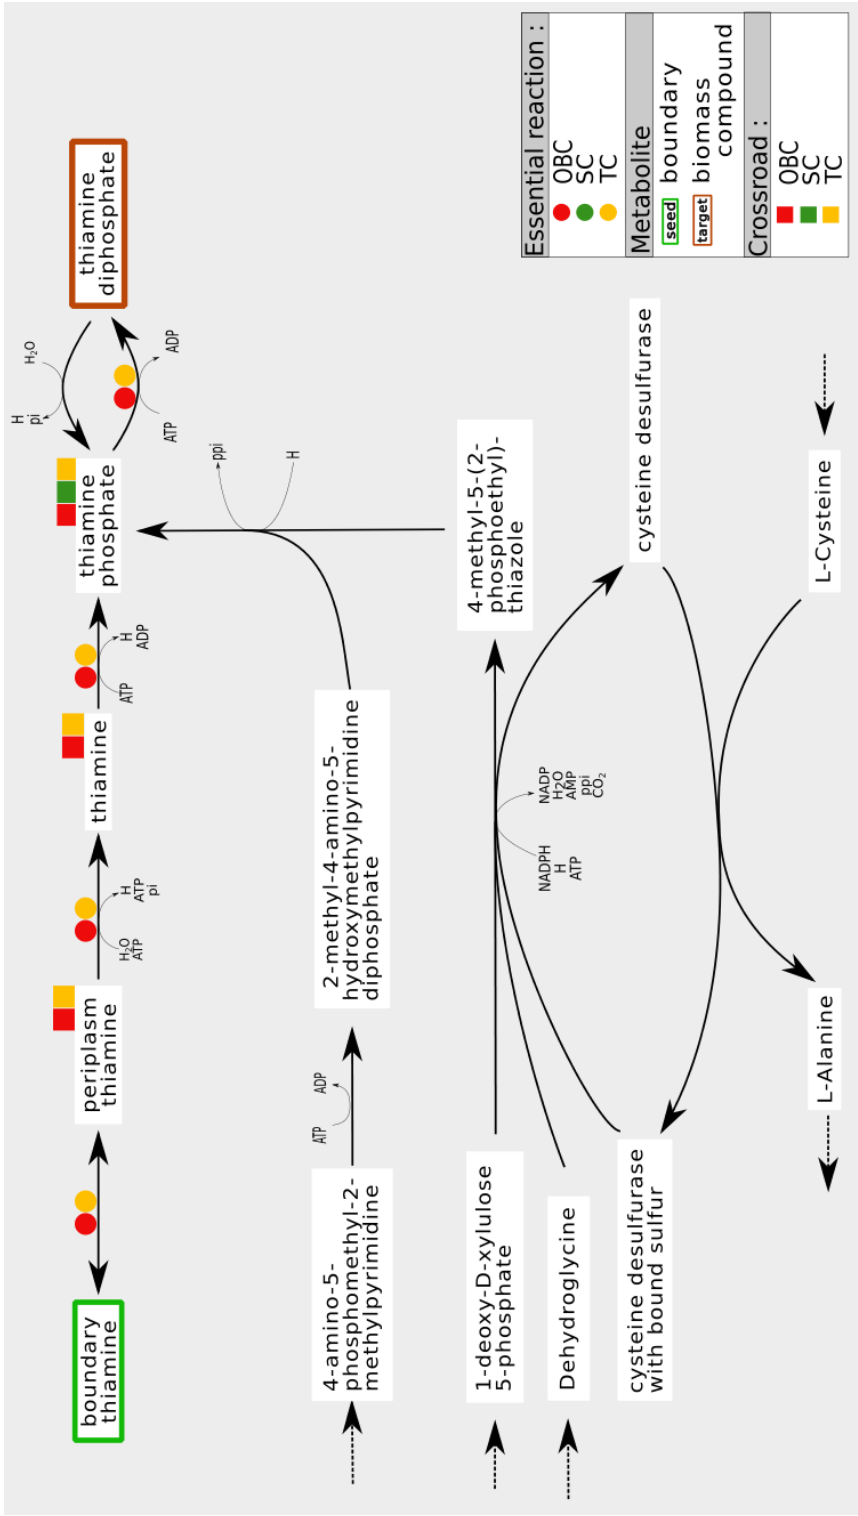 boundary
thiamine
periplasm
thiamine
H₂O
ATP
H
ATP
pi
thiamine
ATP
H
ADP
thiamine
phosphate
H
pi
H₂O
ATP
ADP
thiamine
diphosphate
4-amino-5-
phosphomethyl-2-
methylpyrimidine
ATP
ADP
2-methyl-4-amino-5-
hydroxymethylpyrimidine
diphosphate
ppi
H
1-deoxy-D-xylulose
5-phosphate
Dehydroglycine
cysteine desulfurase
with bound sulfur
NADPH
H
ATP
NADP
H2O
AMP
ppi
CO₂
4-methyl-5-(2-
phosphoethyl)-
thiazole
cysteine desulfurase
L-Alanine
L-Cysteine
Essential reaction :
OBC
SC
TC
Metabolite
seed boundary
target biomass
compound
Crossroad :
OBC
SC
TC